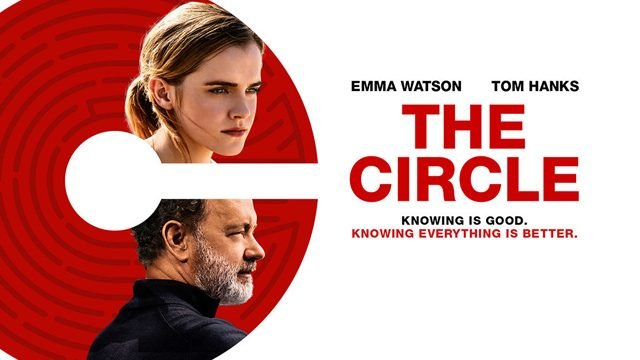 EMMA WATSON TOM HANKS
THE
CIRCLE
KNOWING IS GOOD.
KNOWING EVERYTHING IS BETTER.